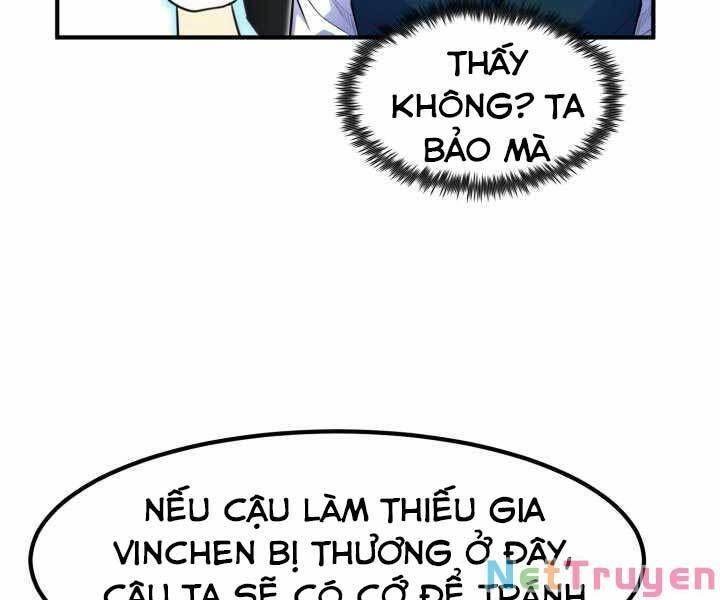 THẤY
KHÔNG? TA
BẢO MÀ
NẾU CẬU LÀM THIẾU GIA
VINCHEN BỊ THƯƠNG Ở ĐÂY,
CẬU TA SẼ CÓ CỚ ĐỂ TRÁNH
NetTruyen